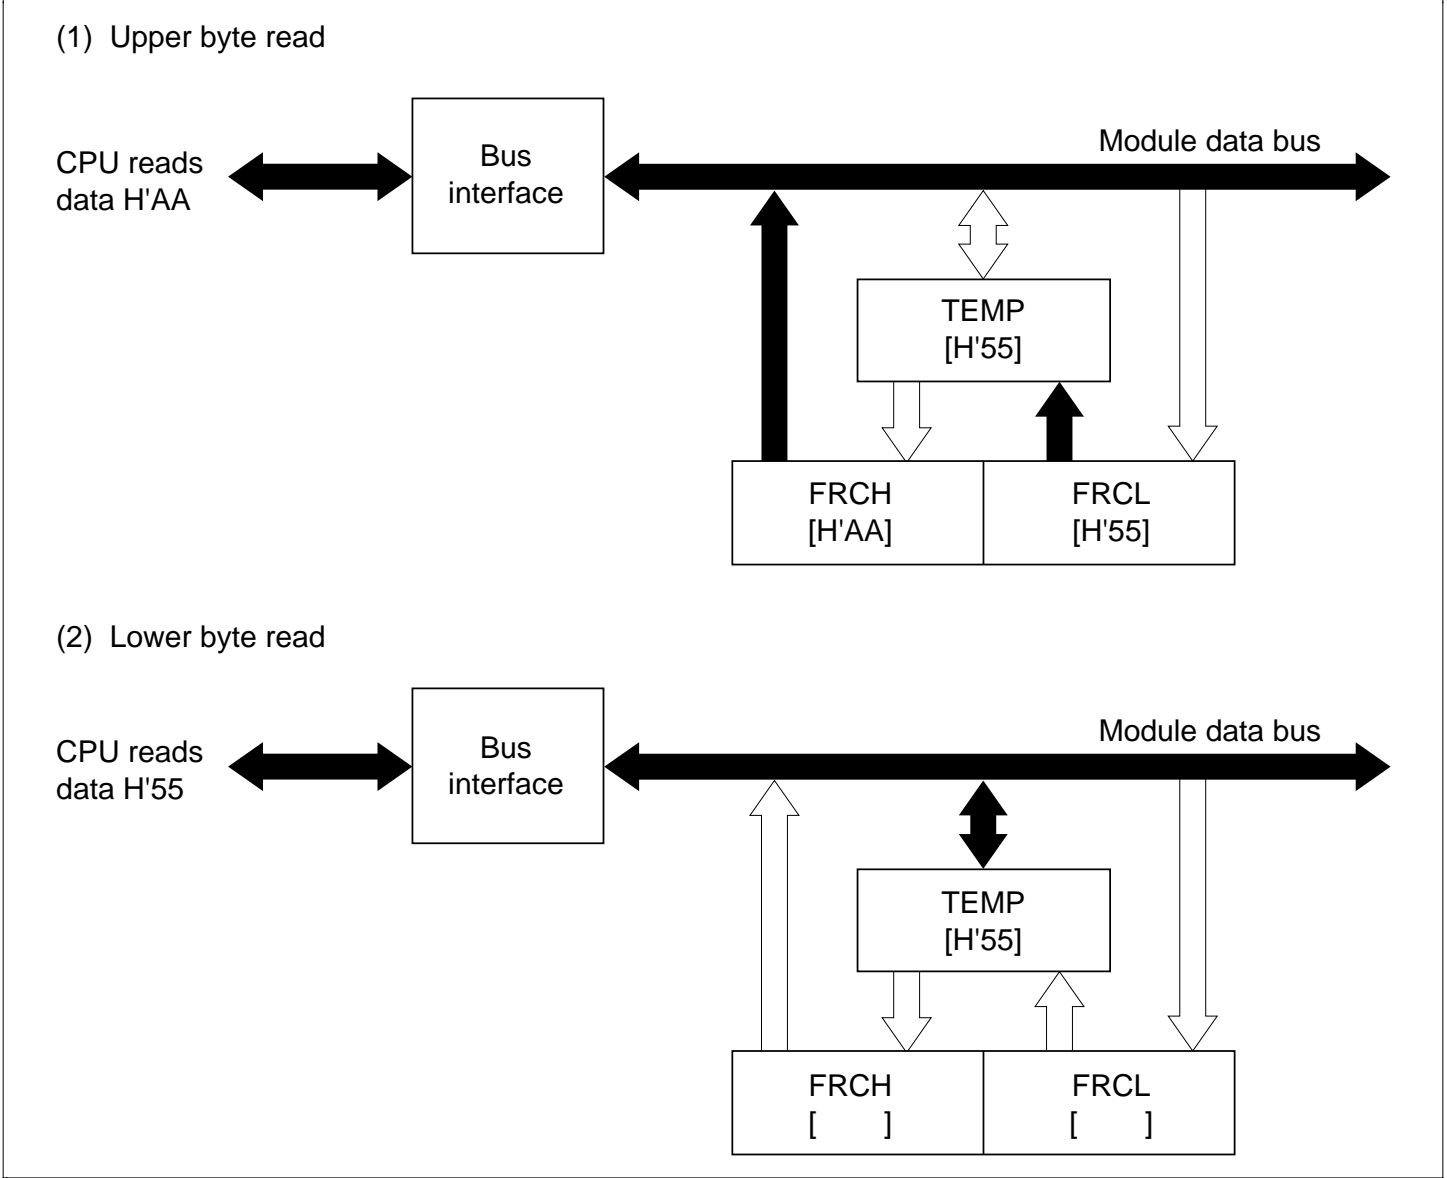 (1) Upper byte read
CPU reads
data H'AA
Bus
interface
Module data bus
TEMP
[H'55]
FRCH
[H'AA]
FRCL
[H'55]
(2) Lower byte read
CPU reads
data H'55
Bus
interface
Module data bus
TEMP
[H'55]
FRCH
[ ]
FRCL
[ ]